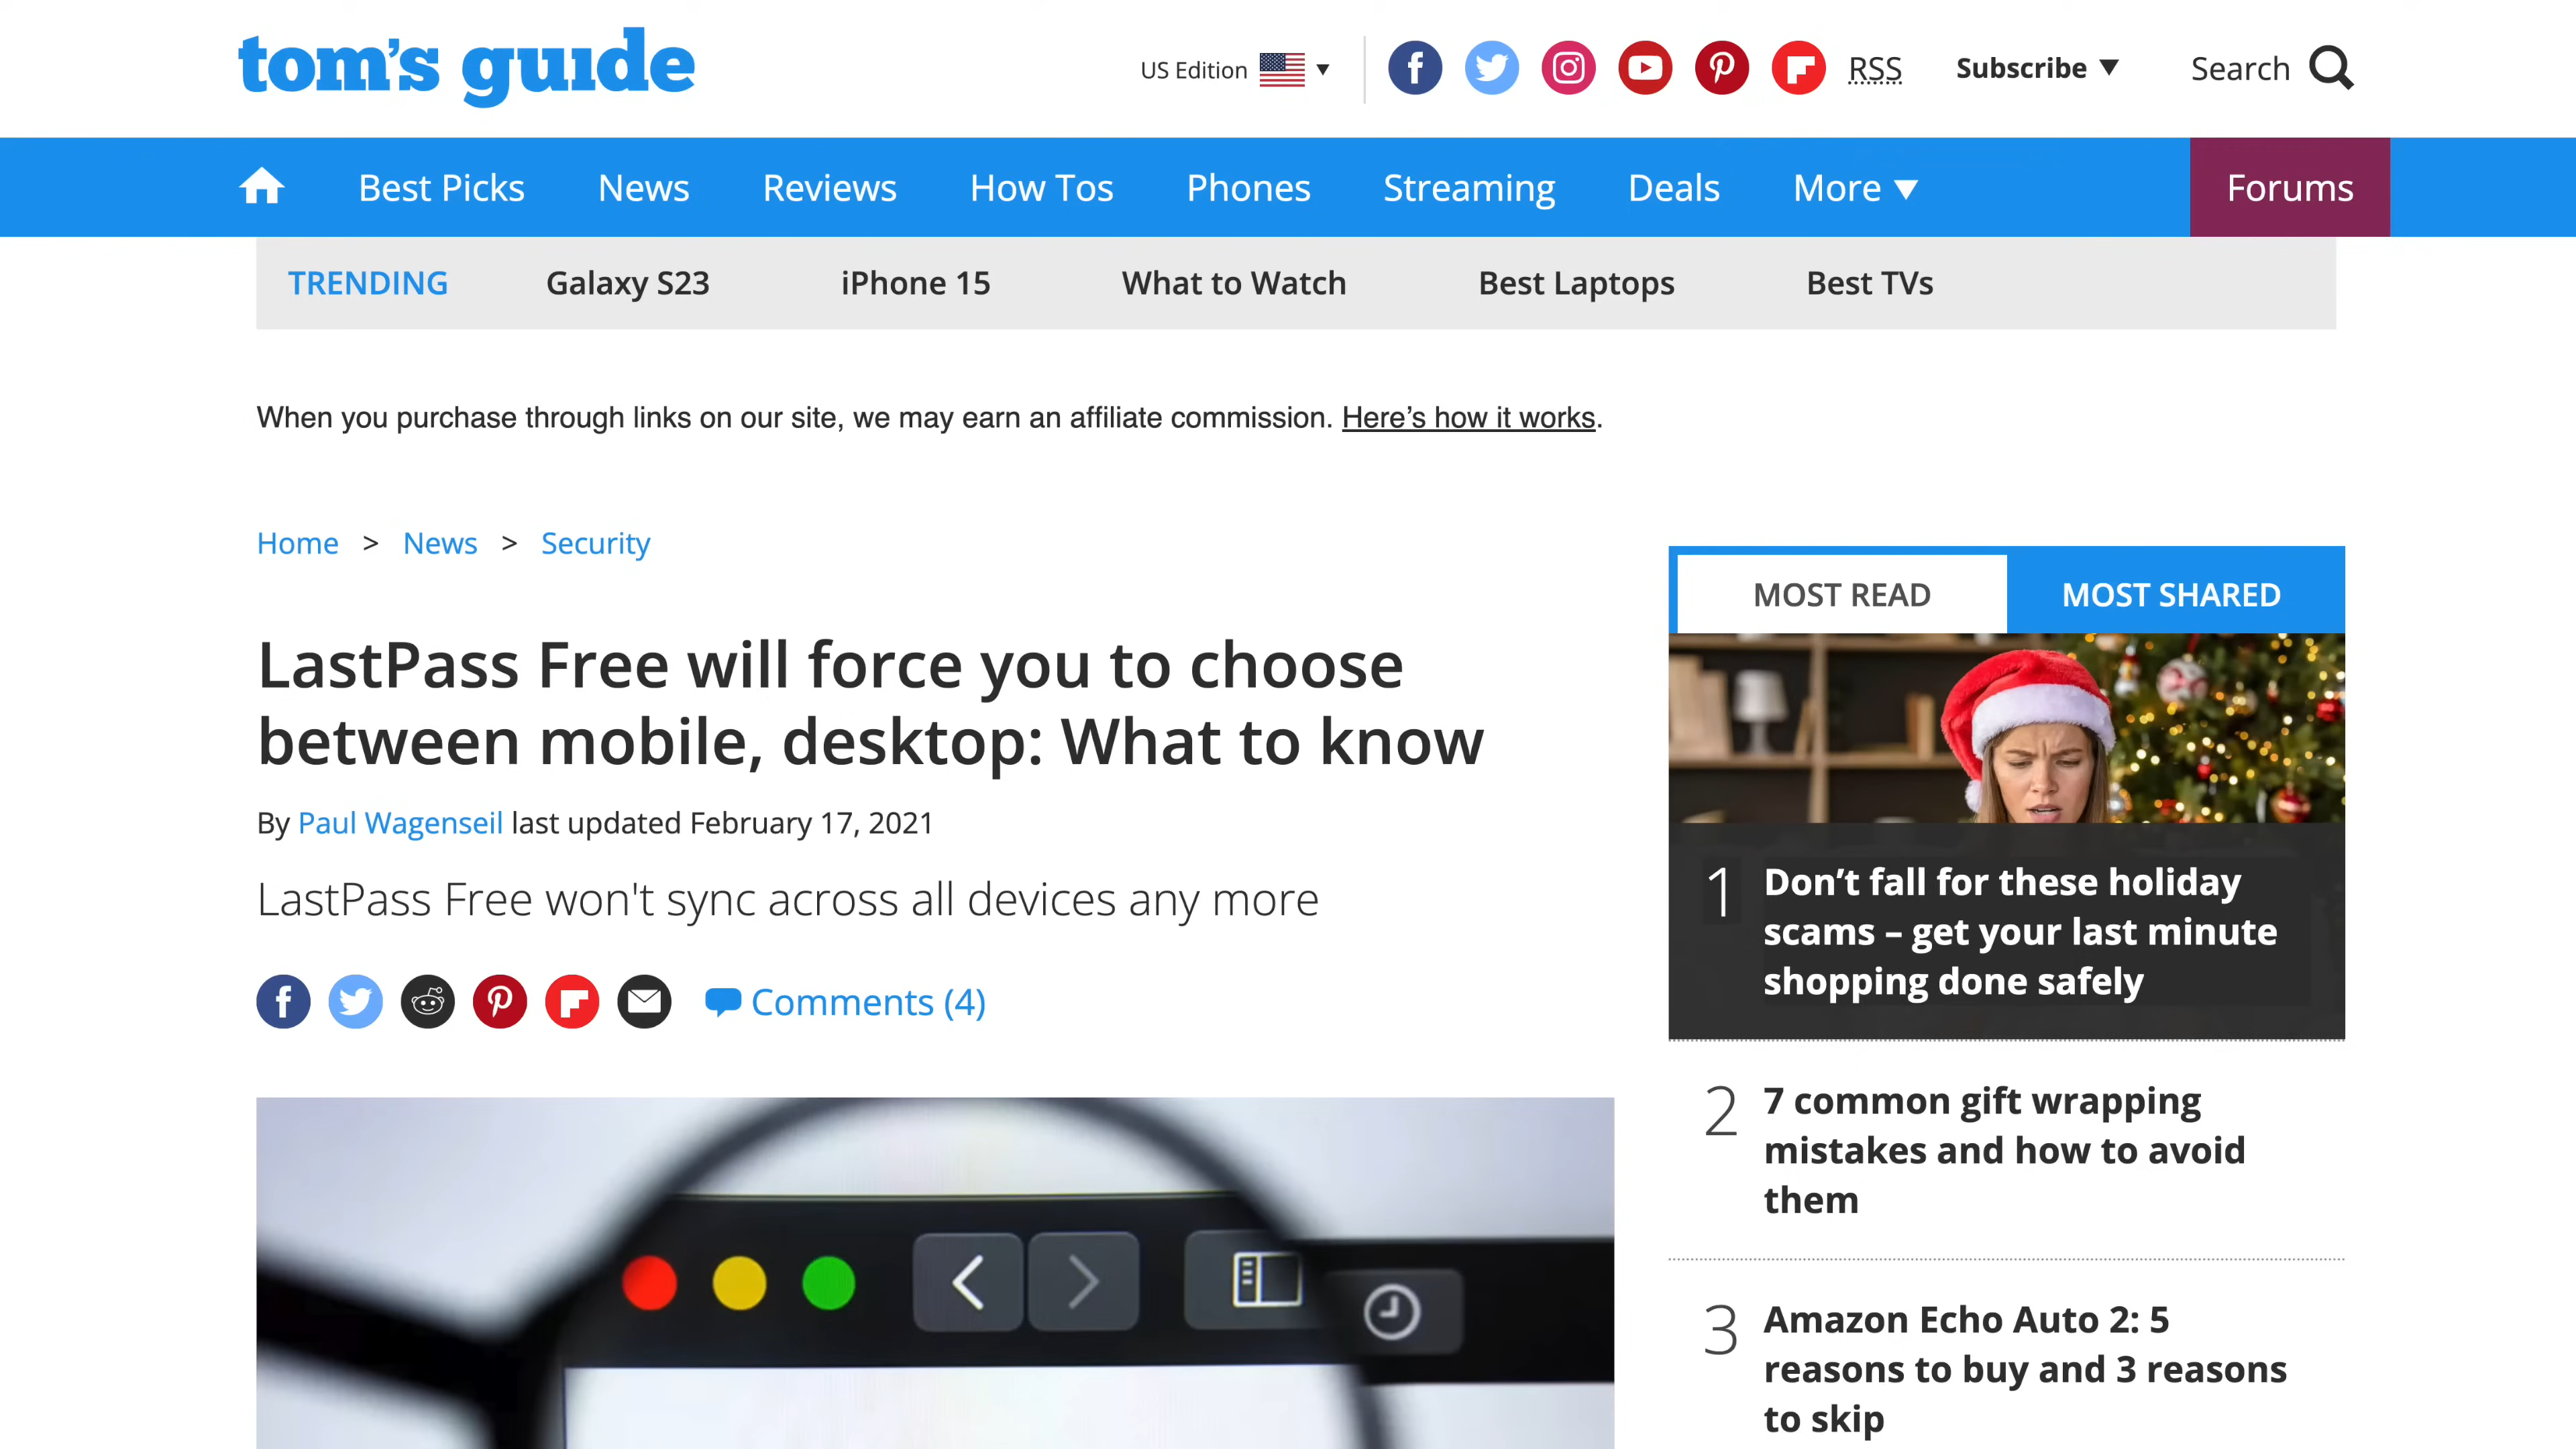 tom's guide
US Edition
RSS
Subscribe
Search
Best Picks
News
Reviews
How Tos
Phones
Streaming
Deals
More
Forums
TRENDING
Galaxy S23
iPhone 15
What to Watch
Best Laptops
Best TVs
When you purchase through links on our site, we may earn an affiliate commission. Here’s how it works.
Home > News > Security
LastPass Free will force you to choose
between mobile, desktop: What to know
By Paul Wagenseil last updated February 17, 2021
LastPass Free won't sync across all devices any more
Comments (4)
MOST READ
MOST SHARED
1 Don’t fall for these holiday
scams – get your last minute
shopping done safely
2 7 common gift wrapping
mistakes and how to avoid
them
3 Amazon Echo Auto 2: 5
reasons to buy and 3 reasons
to skip